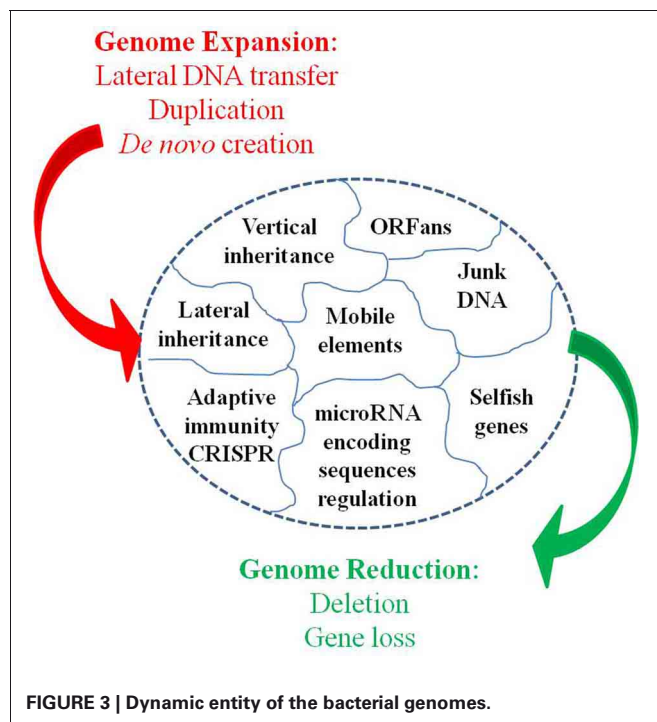 Genome Expansion:
Lateral DNA transfer
Duplication
De novo creation
Vertical
inheritance
ORFans
Junk
DNA
Lateral
inheritance
Mobile
elements
Adaptive
immunity
CRISPR
microRNA
encoding
sequences
regulation
Selfish
genes
Genome Reduction:
Deletion
Gene loss
FIGURE 3 | Dynamic entity of the bacterial genomes.